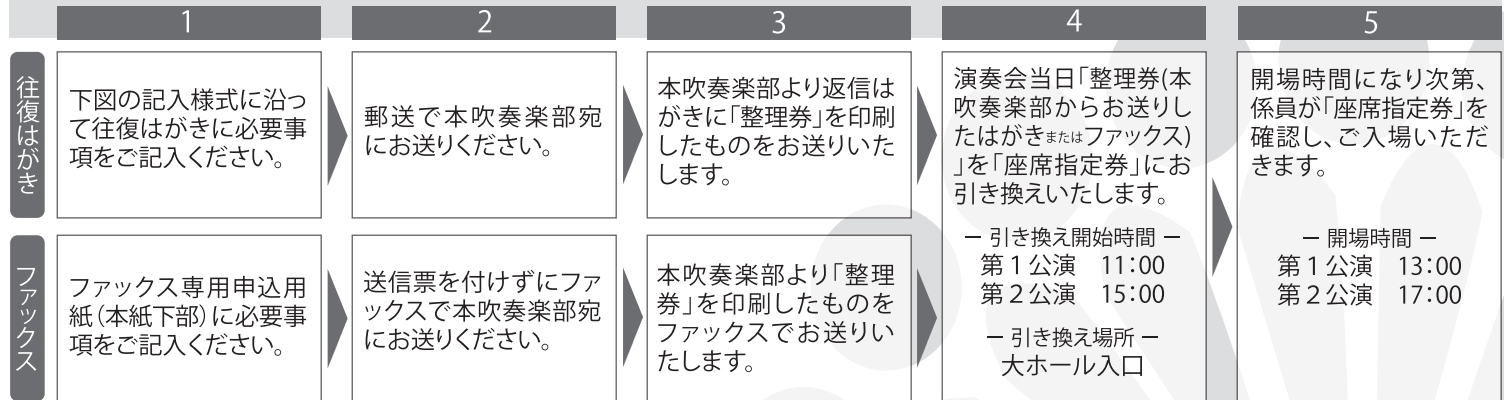 1
2
3
4
5
往復はがき
下図の記入様式に沿っ
て往復はがきに必要事
項をご記入ください。
郵送で本吹奏楽部宛
にお送りください。
本吹奏楽部より返信は
がきに「整理券」を印刷
したものをお送りいた
します。
ファックス
ファックス専用申込用
紙(本紙下部)に必要事
項をご記入ください。
送信票を付けずにファ
ックスで本吹奏楽部宛
にお送りください。
本吹奏楽部より「整理
券」を印刷したものを
ファックスでお送りい
たします。
演奏会当日「整理券(本
吹奏楽部からお送りし
たはがきまたはファックス)
」を「座席指定券」にお
引き換えいたします。
― 引き換え開始時間 ―
第1公演 11:00
第2公演 15:00
― 引き換え場所 ―
大ホール入口
開場時間になり次第、
係員が「座席指定券」を
確認し、ご入場いただ
きます。
― 開場時間 ―
第1公演 13:00
第2公演 17:00